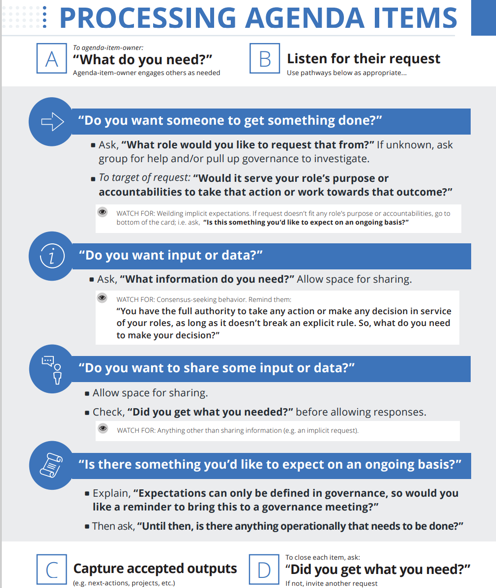 PROCESSING AGENDA ITEMS
A
To agenda-item-owner:
“What do you need?”
Agenda-item-owner engages others as needed
B
Listen for their request
Use pathways below as appropriate...
“Do you want someone to get something done?”
▪ Ask, “What role would you like to request that from?” If unknown, ask
group for help and/or pull up governance to investigate.
▪ To target of request: “Would it serve your role’s purpose or
accountabilities to take that action or work towards that outcome?”
WATCH FOR: Weilding implicit expectations. If request doesn’t fit any role’s purpose or accountabilities, go to
bottom of the card; i.e. ask, “Is this something you’d like to expect on an ongoing basis?”
i
“Do you want input or data?”
▪ Ask, “What information do you need?” Allow space for sharing.
WATCH FOR: Consensus-seeking behavior. Remind them:
“You have the full authority to take any action or make any decision in service
of your roles, as long as it doesn’t break an explicit rule. So, what do you need
to make your decision?”
“Do you want to share some input or data?”
▪ Allow space for sharing.
▪ Check, “Did you get what you needed?” before allowing responses.
WATCH FOR: Anything other than sharing information (e.g. an implicit request).
“Is there something you’d like to expect on an ongoing basis?”
▪ Explain, “Expectations can only be defined in governance, so would you
like a reminder to bring this to a governance meeting?”
▪ Then ask, “Until then, is there anything operationally that needs to be done?”
C
Capture accepted outputs
(e.g. next-actions, projects, etc.)
D
To close each item, ask:
“Did you get what you need?”
If not, invite another request